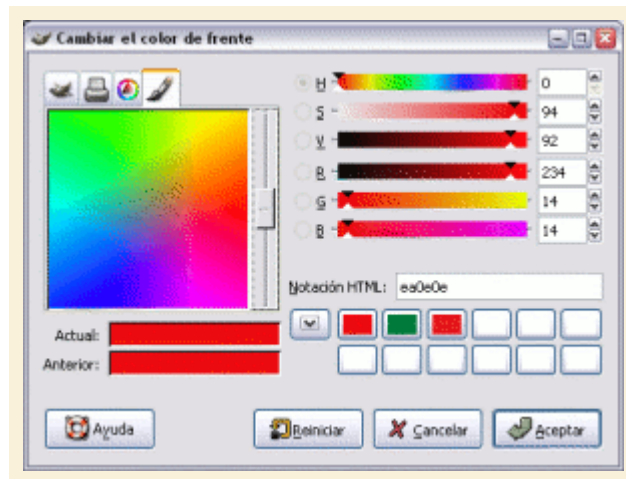 Cambiar el color de frente
H 0
S 94
V 92
R 234
G 14
B 14
Notación HTML: ea0e0e
Actual:
Anterior:
Ayuda
Reiniciar
Cancelar
Aceptar